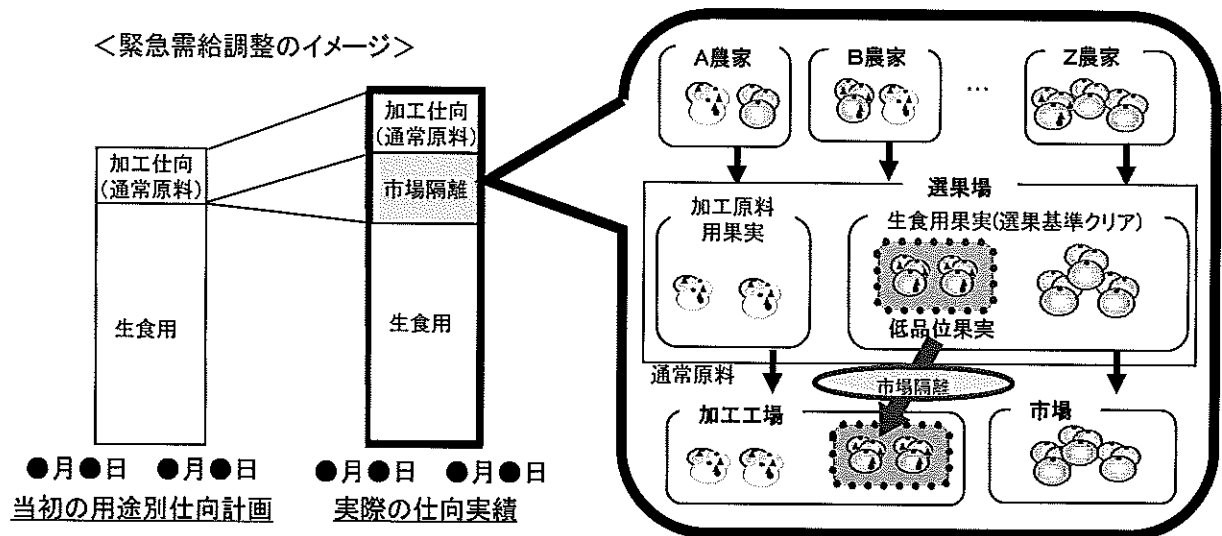 ＜緊急需給調整のイメージ＞
加工仕向
(通常原料)
生食用
●月●日　●月●日
当初の用途別仕向計画
加工仕向
(通常原料)
市場隔離
生食用
●月●日　●月●日
実際の仕向実績
A農家
B農家
…
Z農家
選果場
加工原料
用果実
生食用果実(選果基準クリア)
低品位果実
通常原料
市場隔離
加工工場
市場